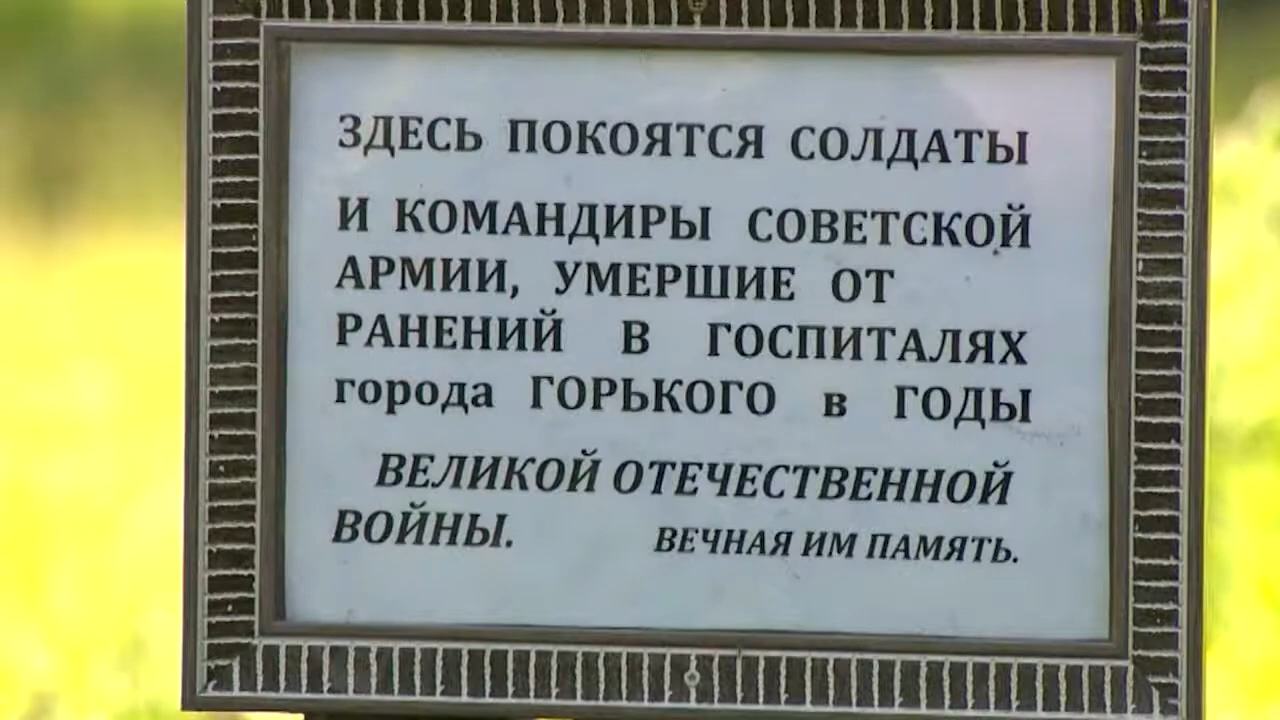 ЗДЕСЬ ПОКОЯТСЯ СОЛДАТЫ
И КОМАНДИРЫ СОВЕТСКОЙ
АРМИИ, УМЕРШИЕ ОТ
РАНЕНИЙ В ГОСПИТАЛЯХ
города ГОРЬКОГО в ГОДЫ
ВЕЛИКОЙ ОТЕЧЕСТВЕННОЙ
ВОЙНЫ. ВЕЧНАЯ ИМ ПАМЯТЬ.